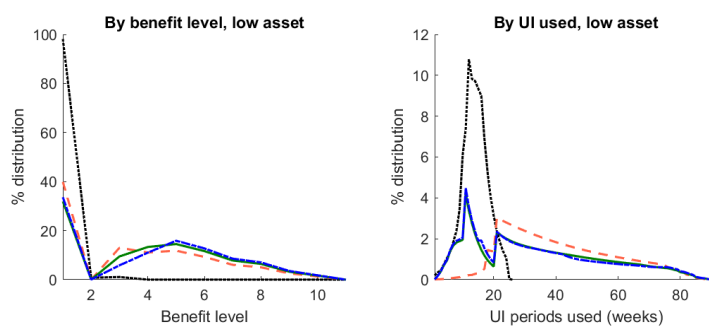 By benefit level, low asset
100
80
60
40
20
0
% distribution
2 4 6 8 10
Benefit level
By UI used, low asset
12
10
8
6
4
2
0
% distribution
20 40 60 80
UI periods used (weeks)